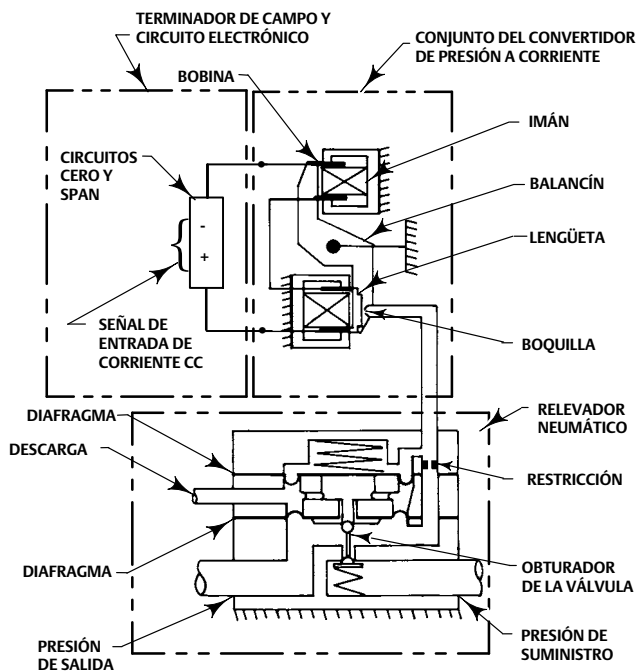 TERMINADOR DE CAMPO Y
CIRCUITO ELECTRÓNICO
CONJUNTO DEL CONVERTIDOR
DE PRESIÓN A CORRIENTE
BOBINA
IMÁN
CIRCUITOS
CERO Y
SPAN
BALANCÍN
-
+
LENGÜETA
SEÑAL DE
ENTRADA DE
CORRIENTE CC
BOQUILLA
DIAFRAGMA
RELEVADOR
NEUMÁTICO
DESCARGA
RESTRICCIÓN
DIAFRAGMA
OBTURADOR
DE LA VÁLVULA
PRESIÓN
DE SALIDA
PRESIÓN DE
SUMINISTRO